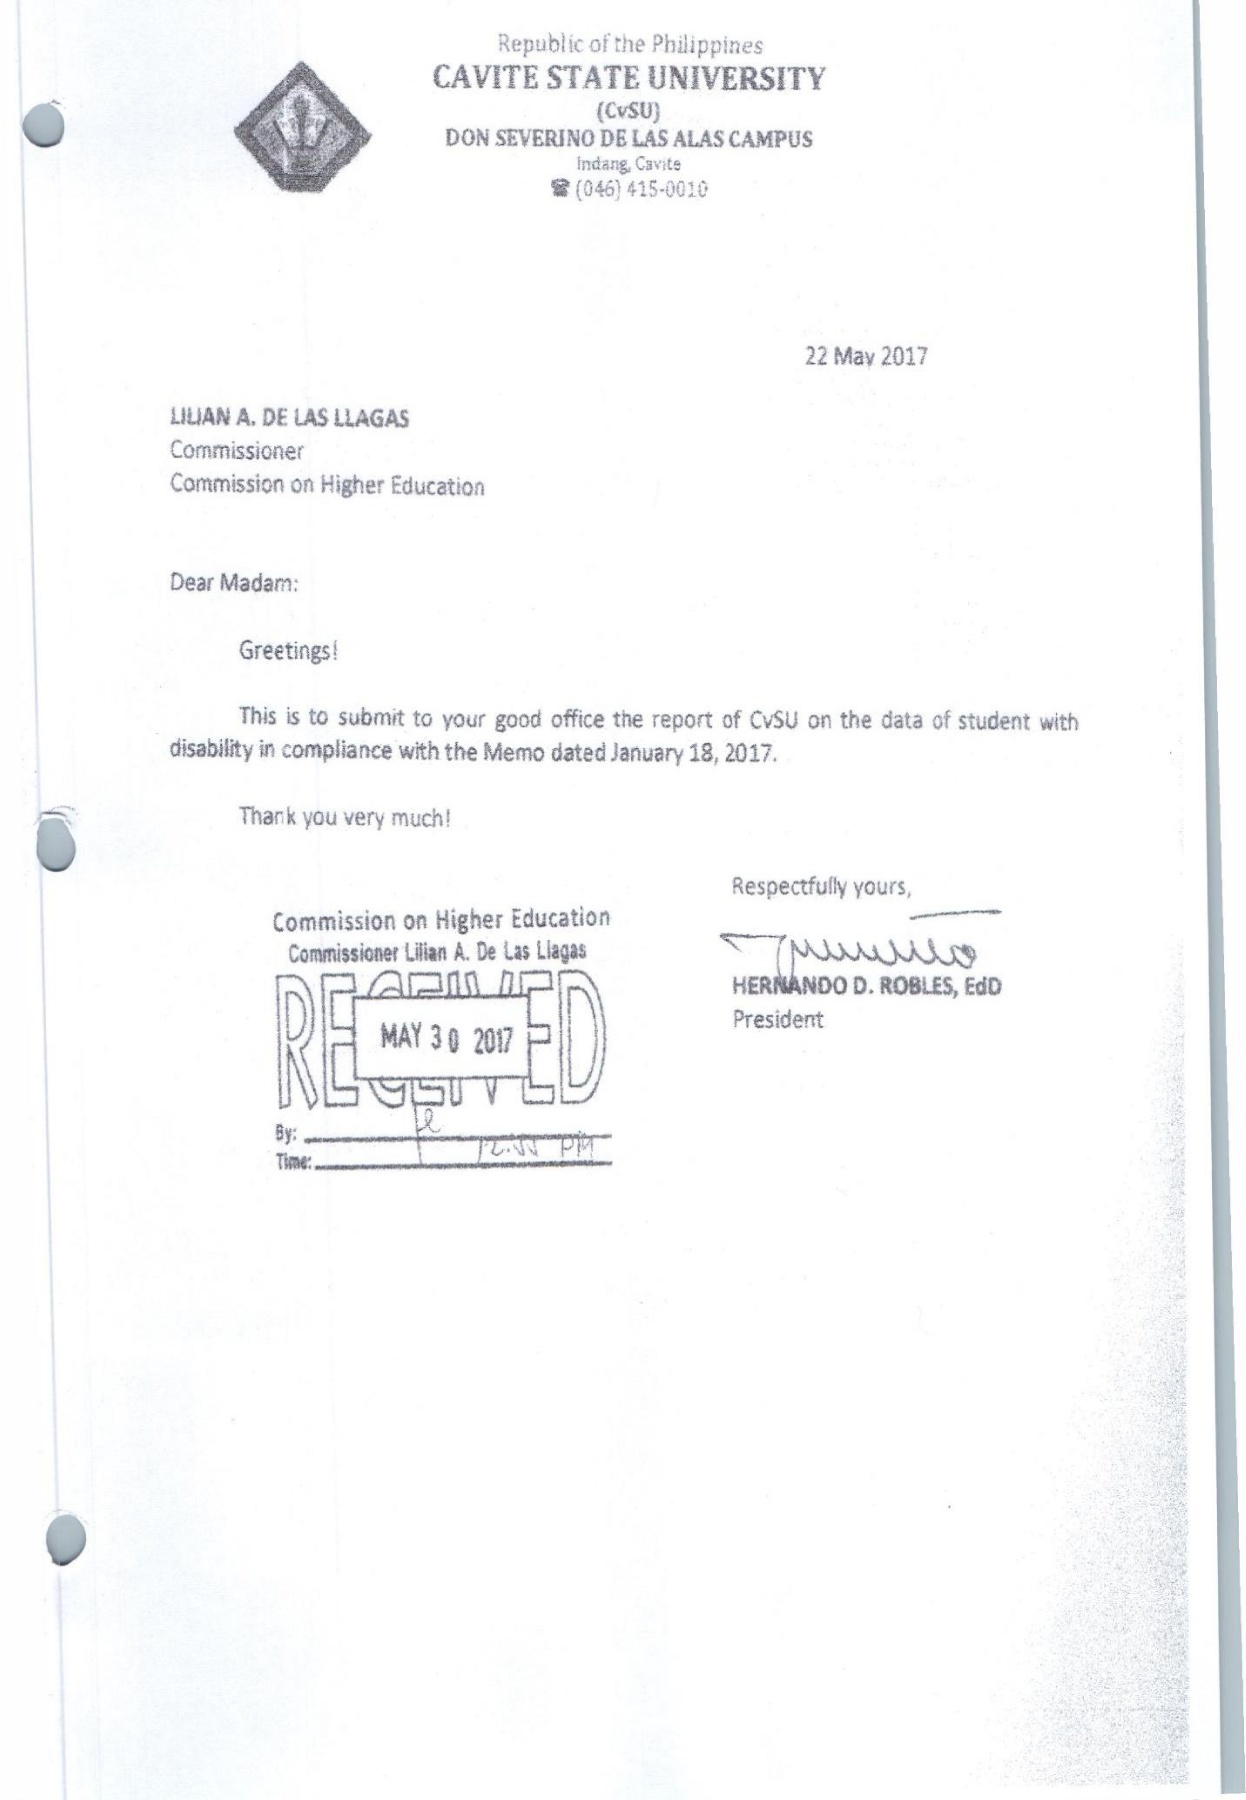 Republic of the Philippines
CAVITE STATE UNIVERSITY
(CvSU)
DON SEVERINO DE LAS ALAS CAMPUS
Indang, Cavite
☎ (046) 415-0010
22 May 2017
LILIAN A. DE LAS LLAGAS
Commissioner
Commission on Higher Education
Dear Madam:
Greetings!
This is to submit to your good office the report of CvSU on the data of student with
disability in compliance with the Memo dated January 18, 2017.
Thank you very much!
Respectfully yours,
HERNANDO D. ROBLES, EdD
President
Commission on Higher Education
Commissioner Lilian A. De Las Llagas
RECEIVED
MAY 30 2017
By:
Time: PM